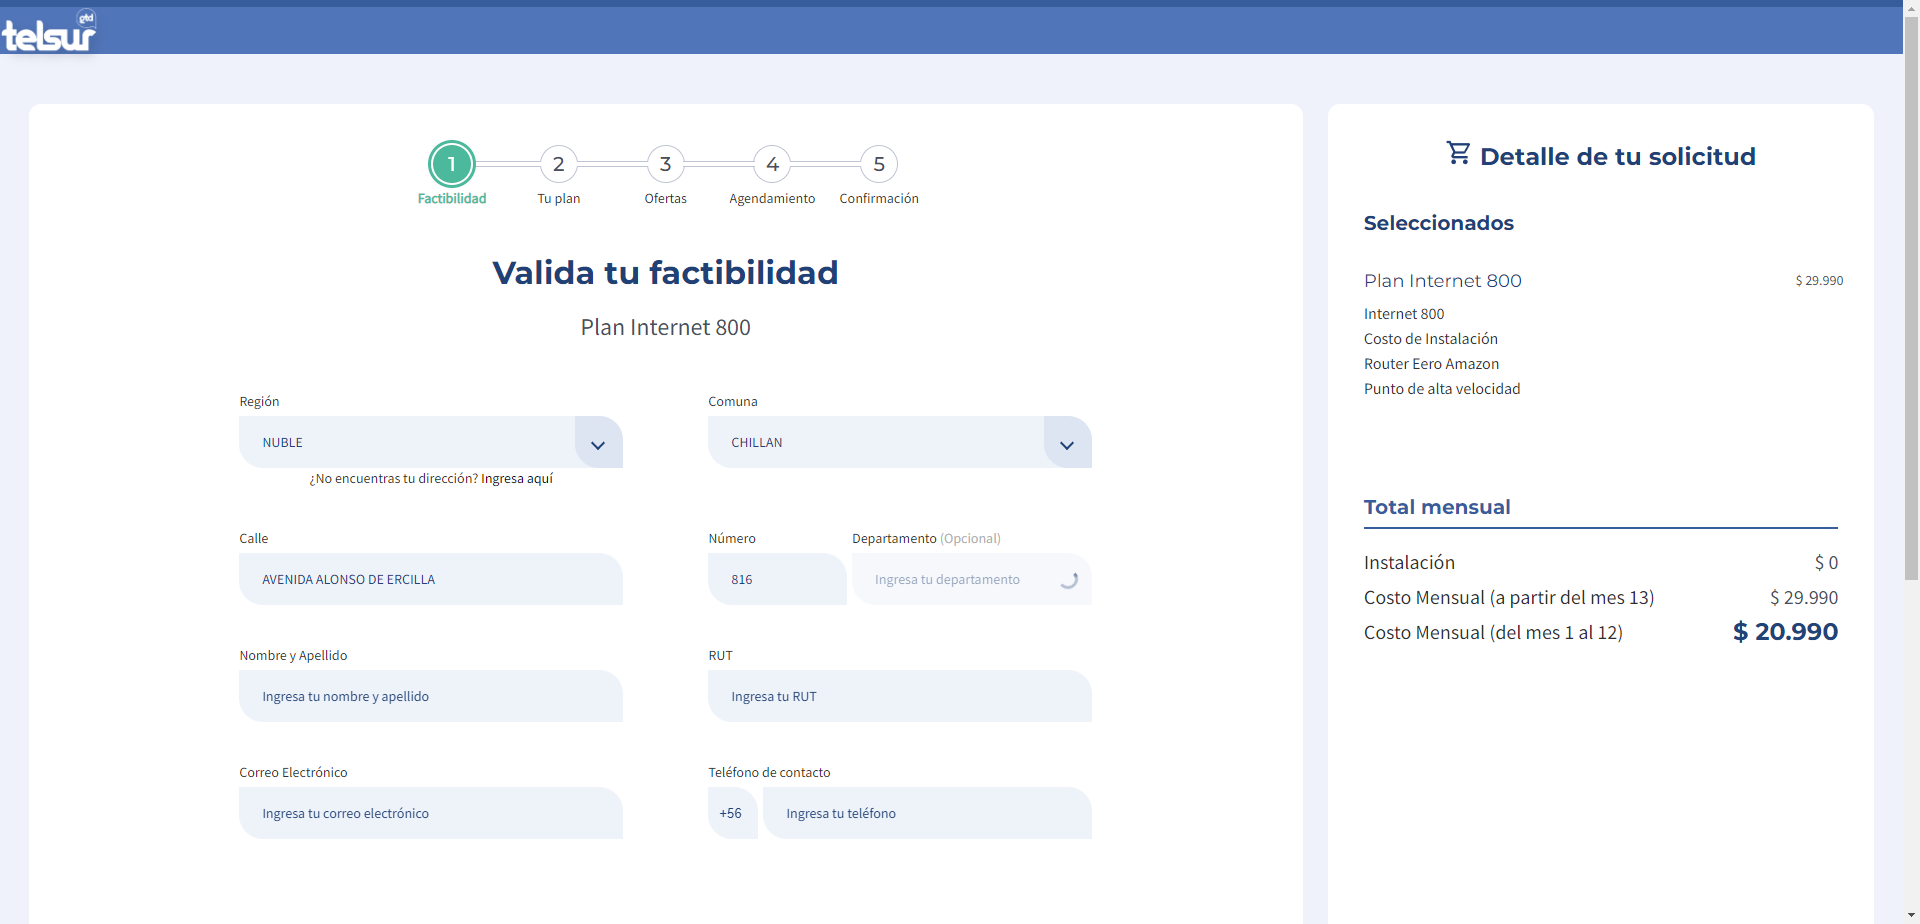 gtd
telsur
1
2
3
4
5
Factibilidad
Tu plan
Ofertas
Agendamiento
Confirmación
Valida tu factibilidad
Plan Internet 800
Región
Comuna
NUBLE
CHILLAN
¿No encuentras tu dirección? Ingresa aquí
Calle
Número
Departamento (Opcional)
AVENIDA ALONSO DE ERCILLA
816
Ingresa tu departamento
Nombre y Apellido
RUT
Ingresa tu nombre y apellido
Ingresa tu RUT
Correo Electrónico
Teléfono de contacto
Ingresa tu correo electrónico
+56
Ingresa tu teléfono
Detalle de tu solicitud
Seleccionados
Plan Internet 800 $ 29.990
Internet 800
Costo de Instalación
Router Eero Amazon
Punto de alta velocidad
Total mensual
Instalación $ 0
Costo Mensual (a partir del mes 13) $ 29.990
Costo Mensual (del mes 1 al 12) $ 20.990